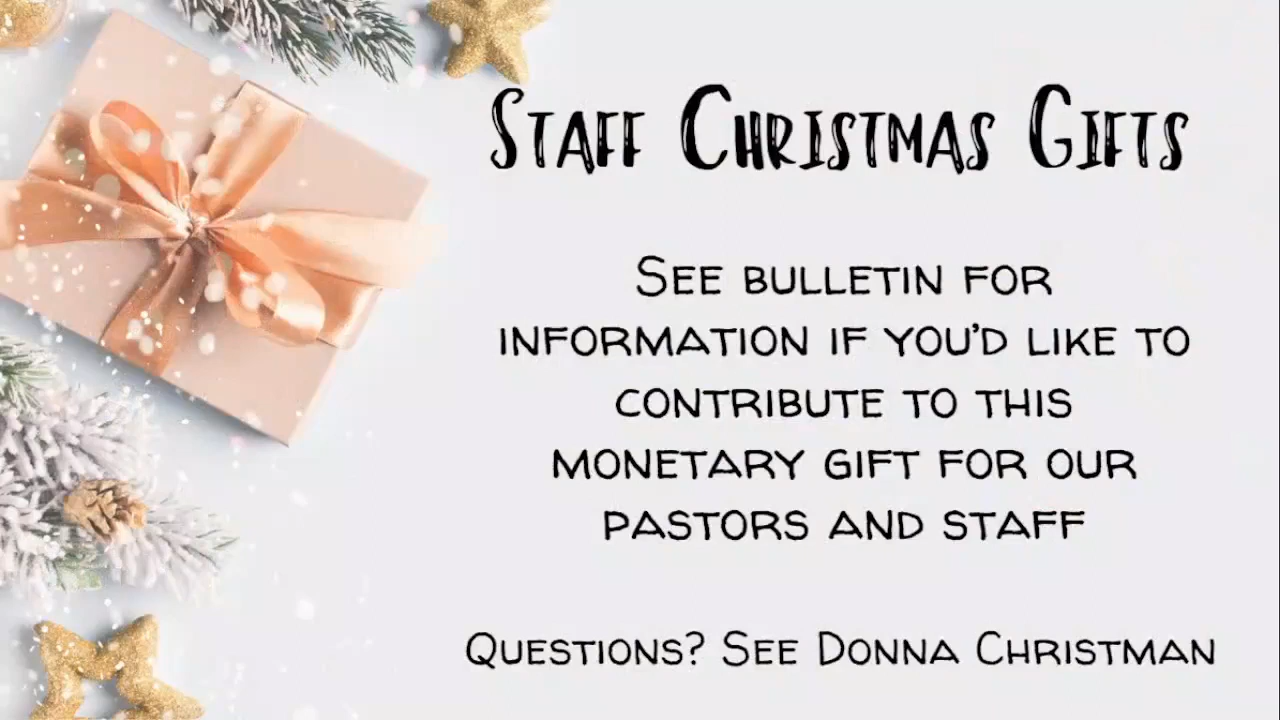 Staff Christmas Gifts
See bulletin for
information if you'd like to
contribute to this
monetary gift for our
pastors and staff
Questions? See Donna Christman